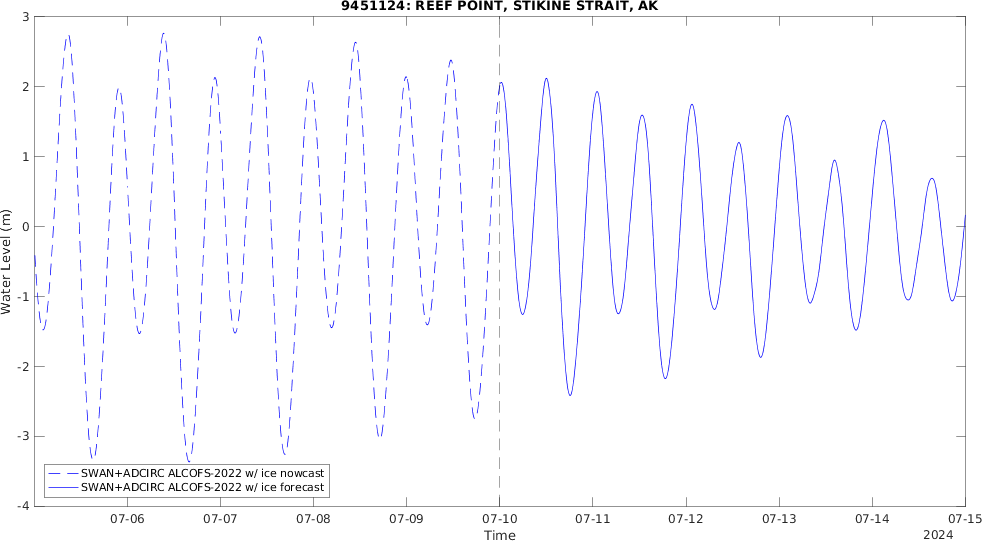 9451124: REEF POINT, STIKINE STRAIT, AK
3
2
1
0
-1
-2
-3
-4
Water Level (m)
SWAN+ADCIRC ALCOFS-2022 w/ ice nowcast
SWAN+ADCIRC ALCOFS-2022 w/ ice forecast
07-06 07-07 07-08 07-09 07-10 07-11 07-12 07-13 07-14 07-15
Time
2024